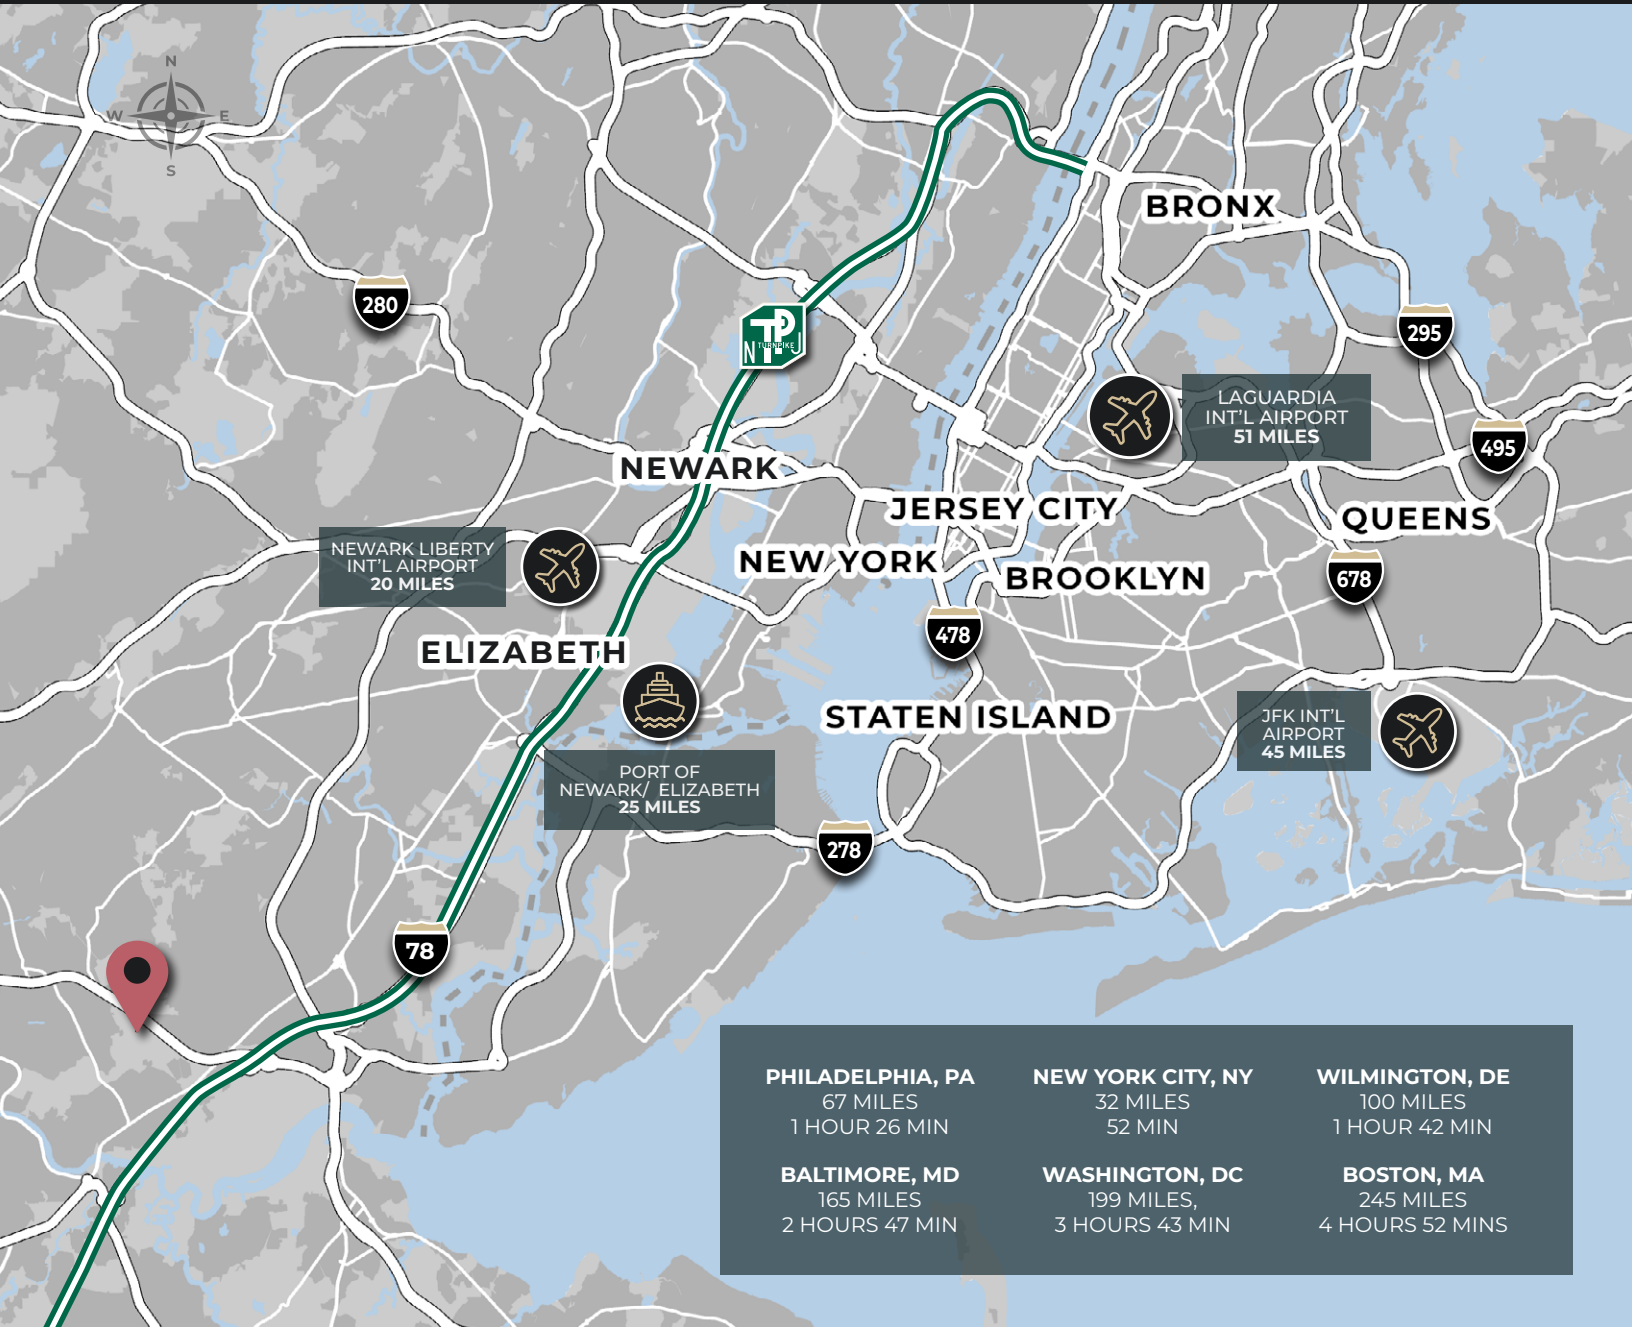 N
W
E
S
BRONX
280
TP
N TURNPIKE J
295
LAGUARDIA
INT'L AIRPORT
51 MILES
495
NEWARK
JERSEY CITY
QUEENS
NEWARK LIBERTY
INT'L AIRPORT
20 MILES
NEW YORK
BROOKLYN
678
478
ELIZABETH
STATEN ISLAND
JFK INT'L
AIRPORT
45 MILES
PORT OF
NEWARK/ ELIZABETH
25 MILES
278
78
PHILADELPHIA, PA
67 MILES
1 HOUR 26 MIN
NEW YORK CITY, NY
32 MILES
52 MIN
WILMINGTON, DE
100 MILES
1 HOUR 42 MIN
BALTIMORE, MD
165 MILES
2 HOURS 47 MIN
WASHINGTON, DC
199 MILES,
3 HOURS 43 MIN
BOSTON, MA
245 MILES
4 HOURS 52 MINS